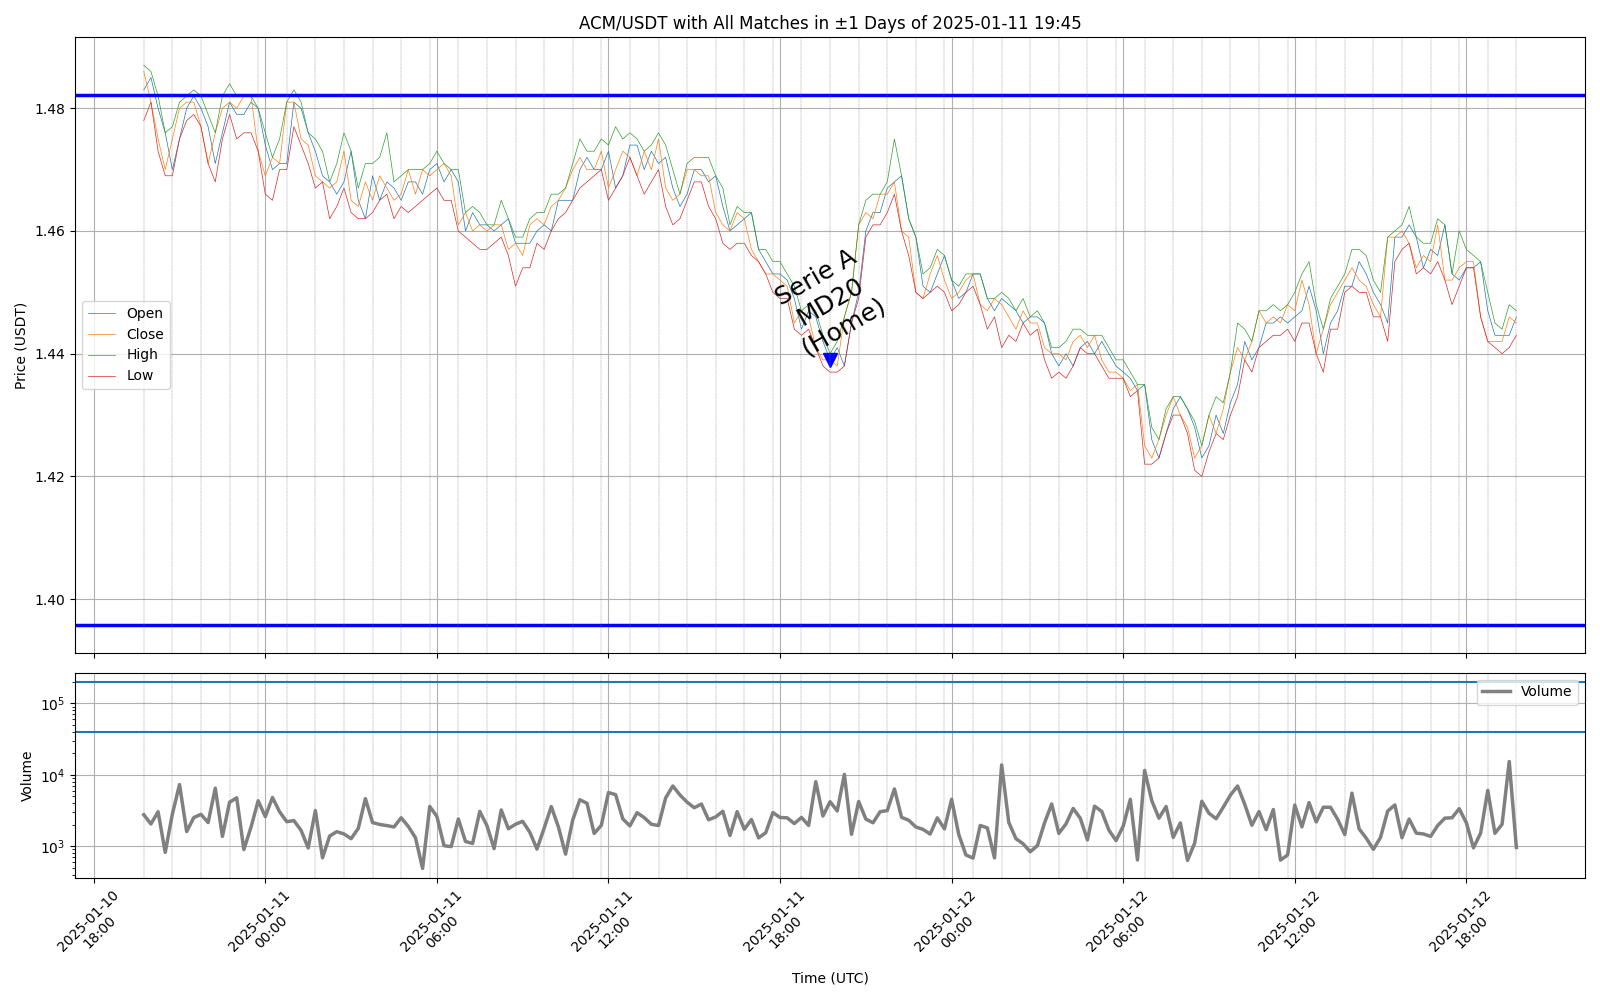 ACM/USDT with All Matches in ±1 Days of 2025-01-11 19:45
Price (USDT)
1.48
1.46
1.44
1.42
1.40
Open
Close
High
Low
Serie A
MD20
(Home)
Volume
10⁵
10⁴
10³
Volume
2025-01-10
18:00
2025-01-11
00:00
2025-01-11
06:00
2025-01-11
12:00
2025-01-11
18:00
2025-01-12
00:00
2025-01-12
06:00
2025-01-12
12:00
2025-01-12
18:00
Time (UTC)